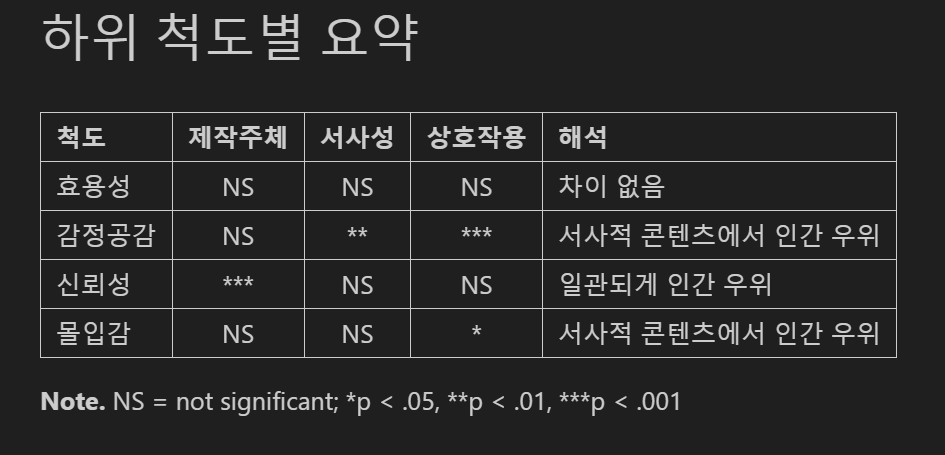 하위 척도별 요약
척도 제작주체 서사성 상호작용 해석
효용성 NS NS NS 차이 없음
감정공감 NS ** *** 서사적 콘텐츠에서 인간 우위
신뢰성 *** NS NS 일관되게 인간 우위
몰입감 NS NS * 서사적 콘텐츠에서 인간 우위
Note. NS = not significant; *p < .05, **p < .01, ***p < .001